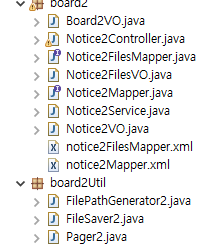 board2
Board2VO.java
Notice2Controller.java
Notice2FilesMapper.java
Notice2FilesVO.java
Notice2Mapper.java
Notice2Service.java
Notice2VO.java
notice2FilesMapper.xml
notice2Mapper.xml
board2Util
FilePathGenerator2.java
FileSaver2.java
Pager2.java